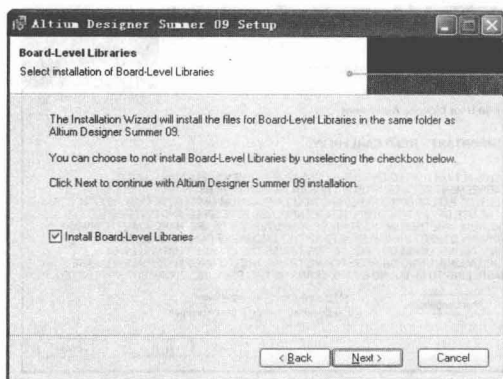 Altium Designer Summer 09 Setup
Board-Level Libraries
Select installation of Board-Level Libraries
The Installation Wizard will install the files for Board-Level Libraries in the same folder as
Altium Designer Summer 09.
You can choose to not install Board-Level Libraries by unselecting the checkbox below.
Click Next to continue with Altium Designer Summer 09 installation.
Install Board-Level Libraries
< Back
Next >
Cancel